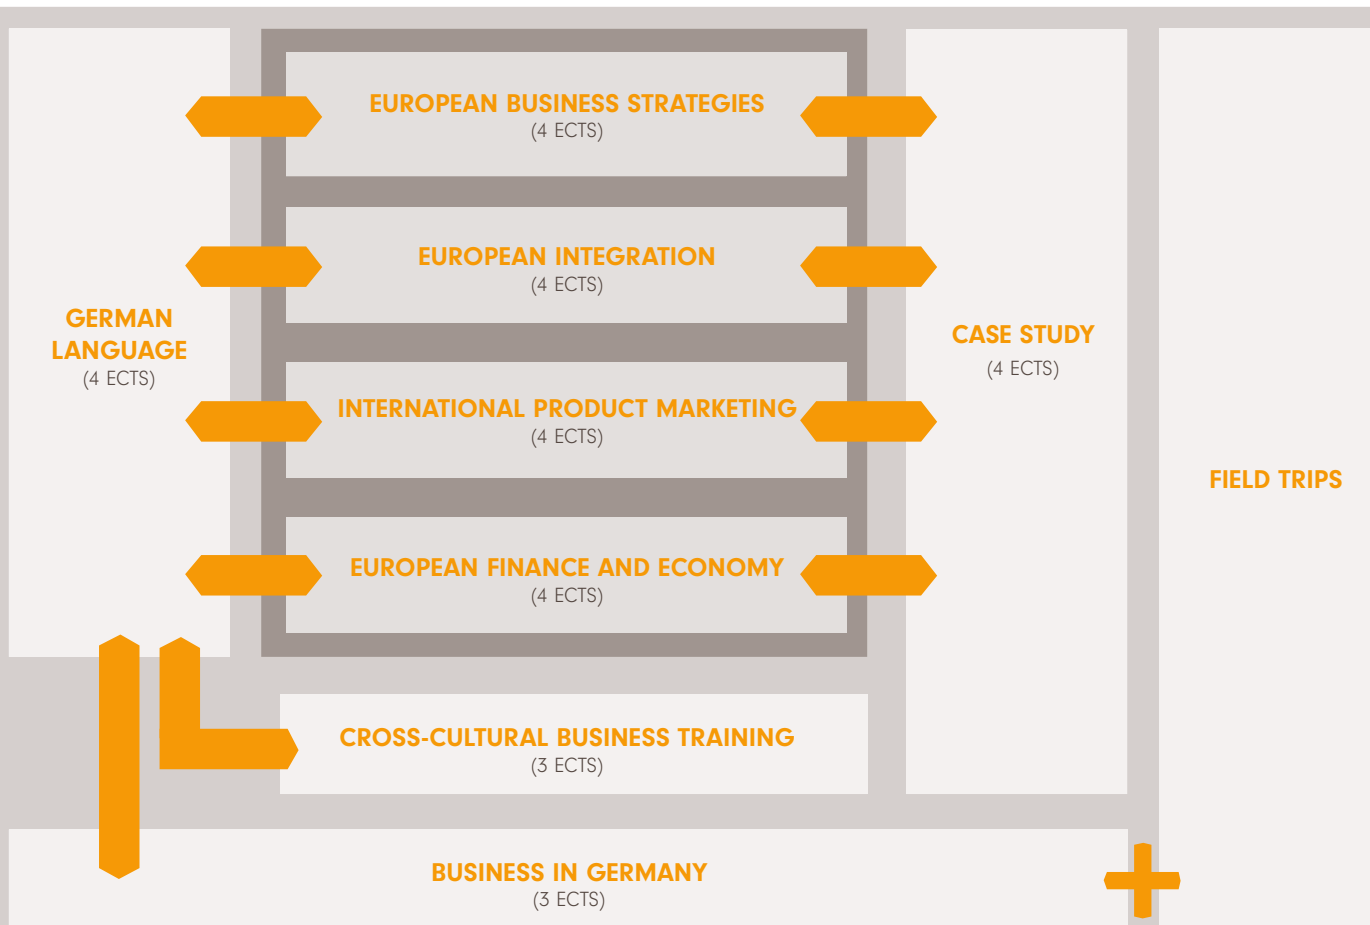 GERMAN
LANGUAGE
(4 ECTS)
EUROPEAN BUSINESS STRATEGIES
(4 ECTS)
EUROPEAN INTEGRATION
(4 ECTS)
INTERNATIONAL PRODUCT MARKETING
(4 ECTS)
EUROPEAN FINANCE AND ECONOMY
(4 ECTS)
CROSS-CULTURAL BUSINESS TRAINING
(3 ECTS)
CASE STUDY
(4 ECTS)
FIELD TRIPS
BUSINESS IN GERMANY
(3 ECTS)